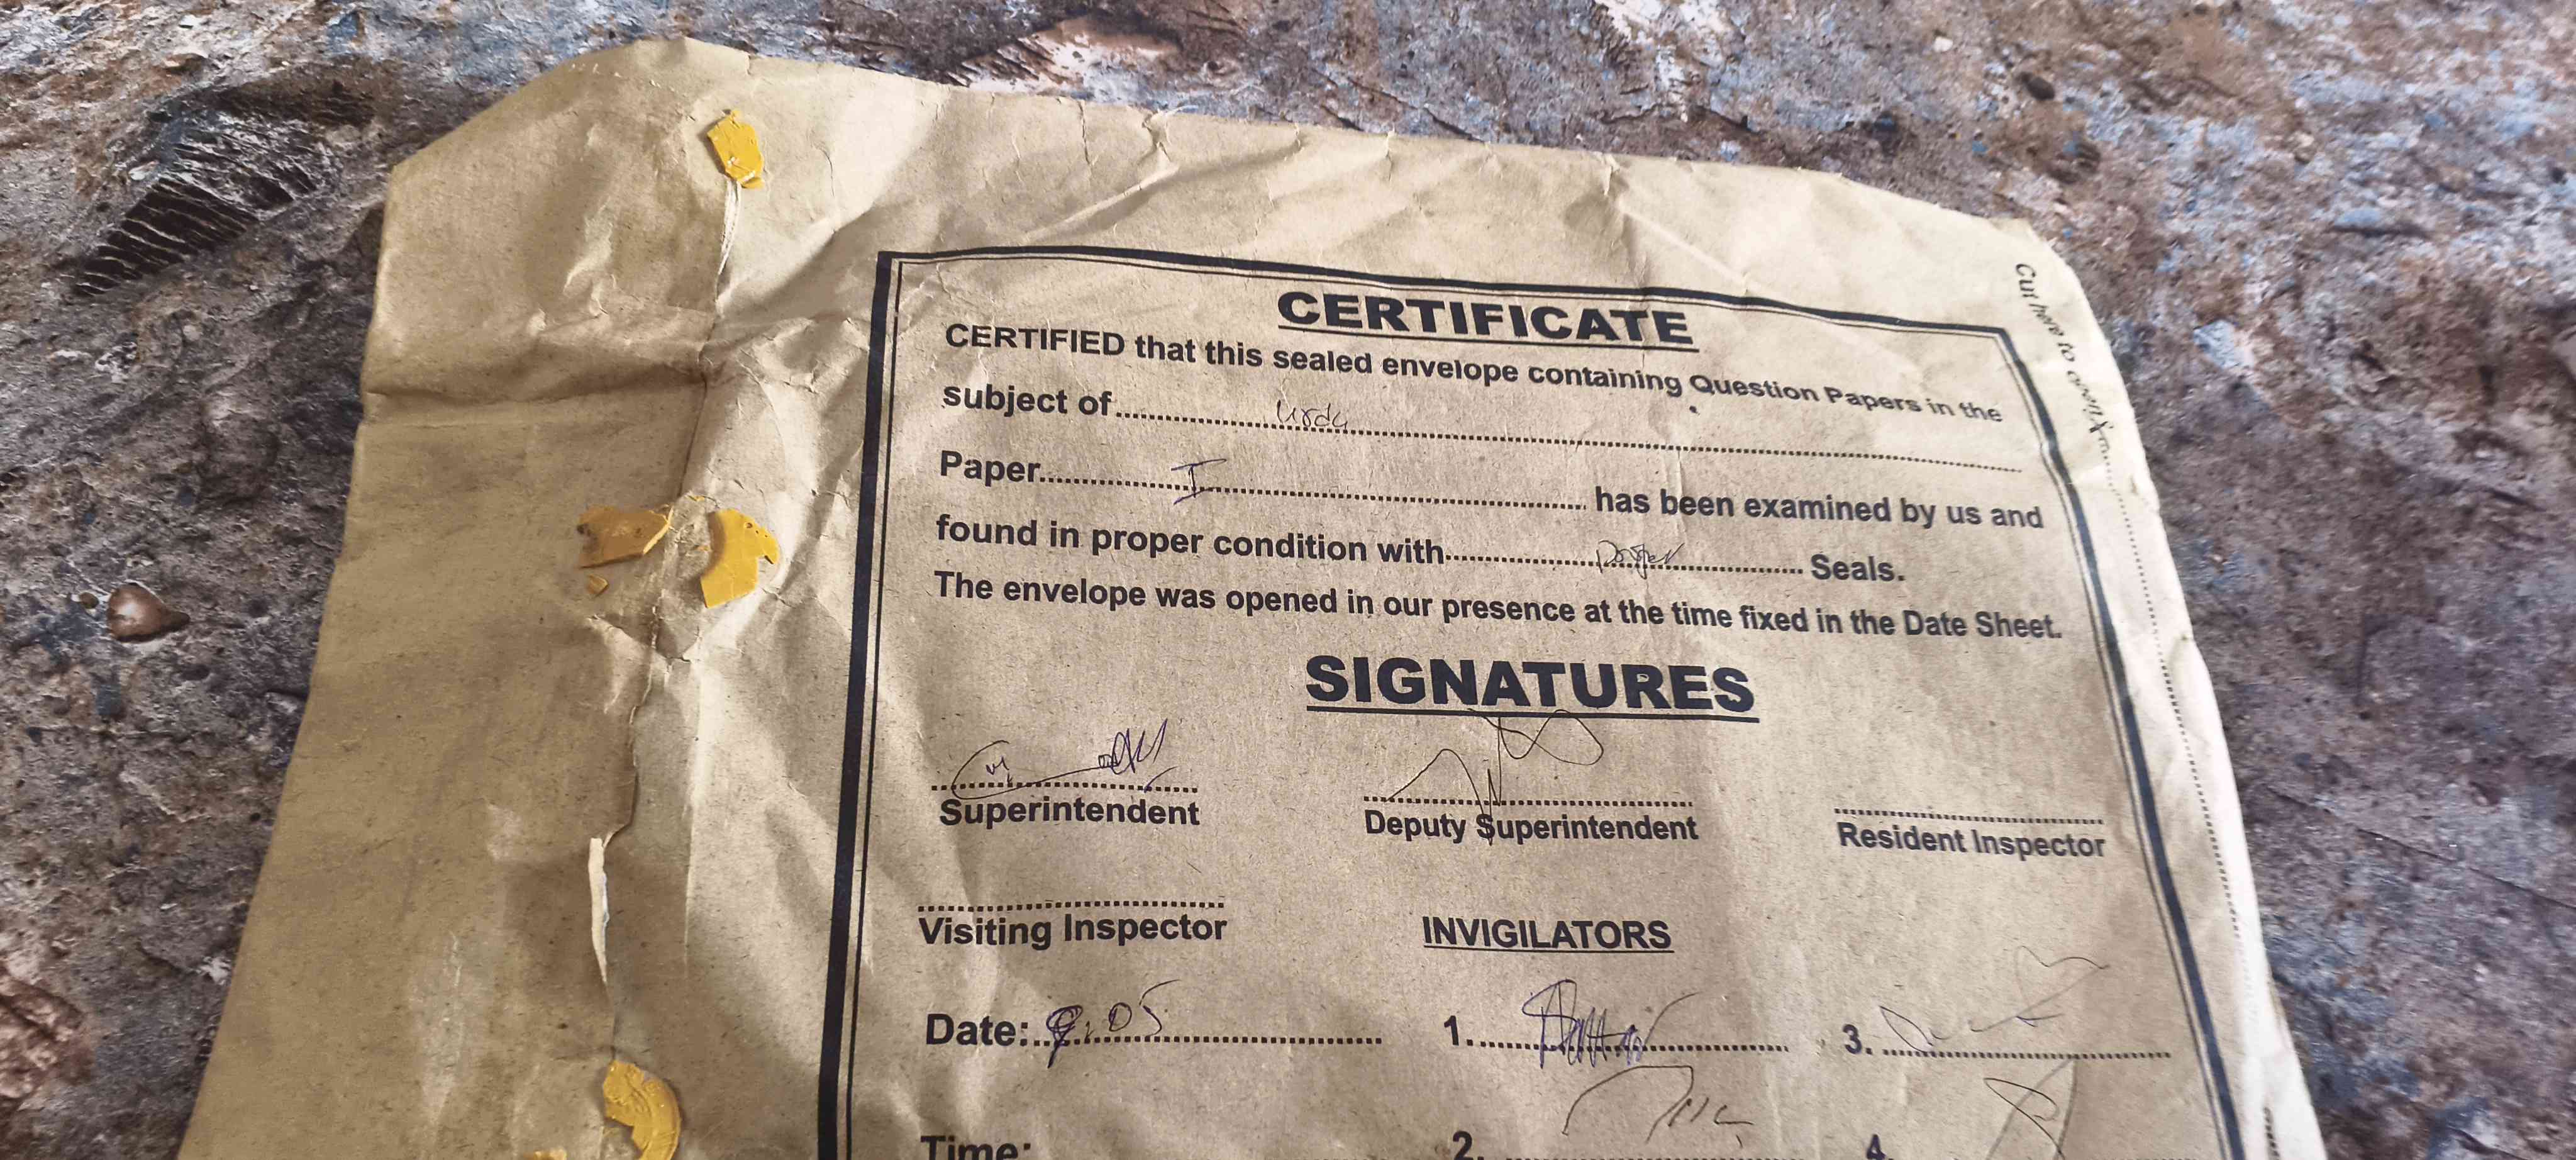 Cut here to open
CERTIFICATE
CERTIFIED that this sealed envelope containing Question Papers in the
subject of Urdu
Paper I has been examined by us and
found in proper condition with Seals.
The envelope was opened in our presence at the time fixed in the Date Sheet.
SIGNATURES
Superintendent Deputy Superintendent Resident Inspector
Visiting Inspector INVIGILATORS
Date: 1. 3.
Time: 2. 4.